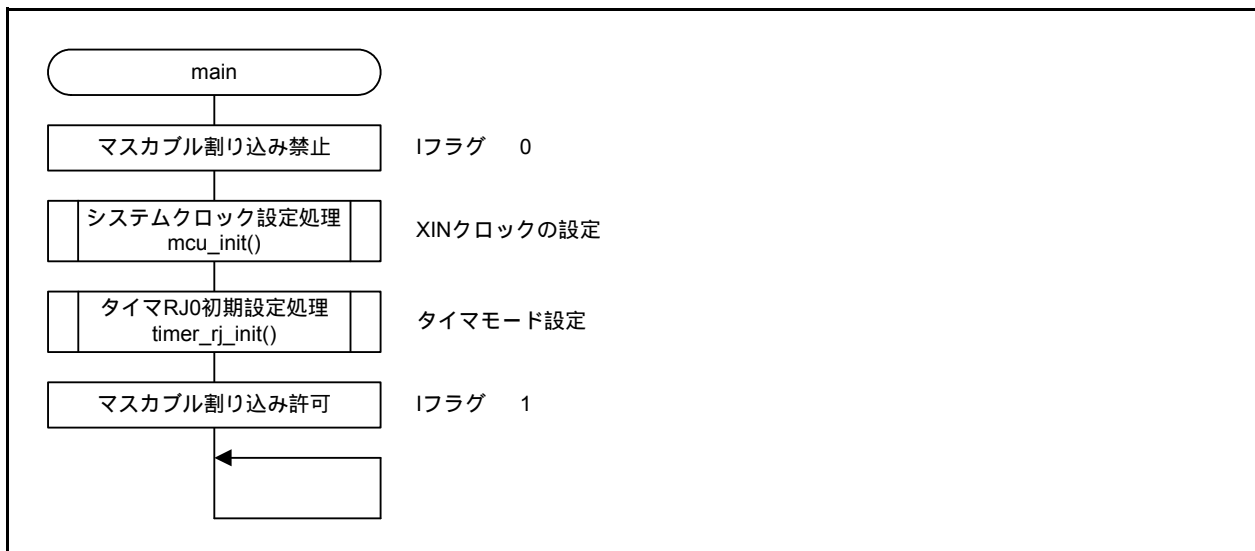 main
マスカブル割り込み禁止 Iフラグ 0
システムクロック設定処理
mcu_init()
XINクロックの設定
タイマRJ0初期設定処理
timer_rj_init()
タイマモード設定
マスカブル割り込み許可 Iフラグ 1